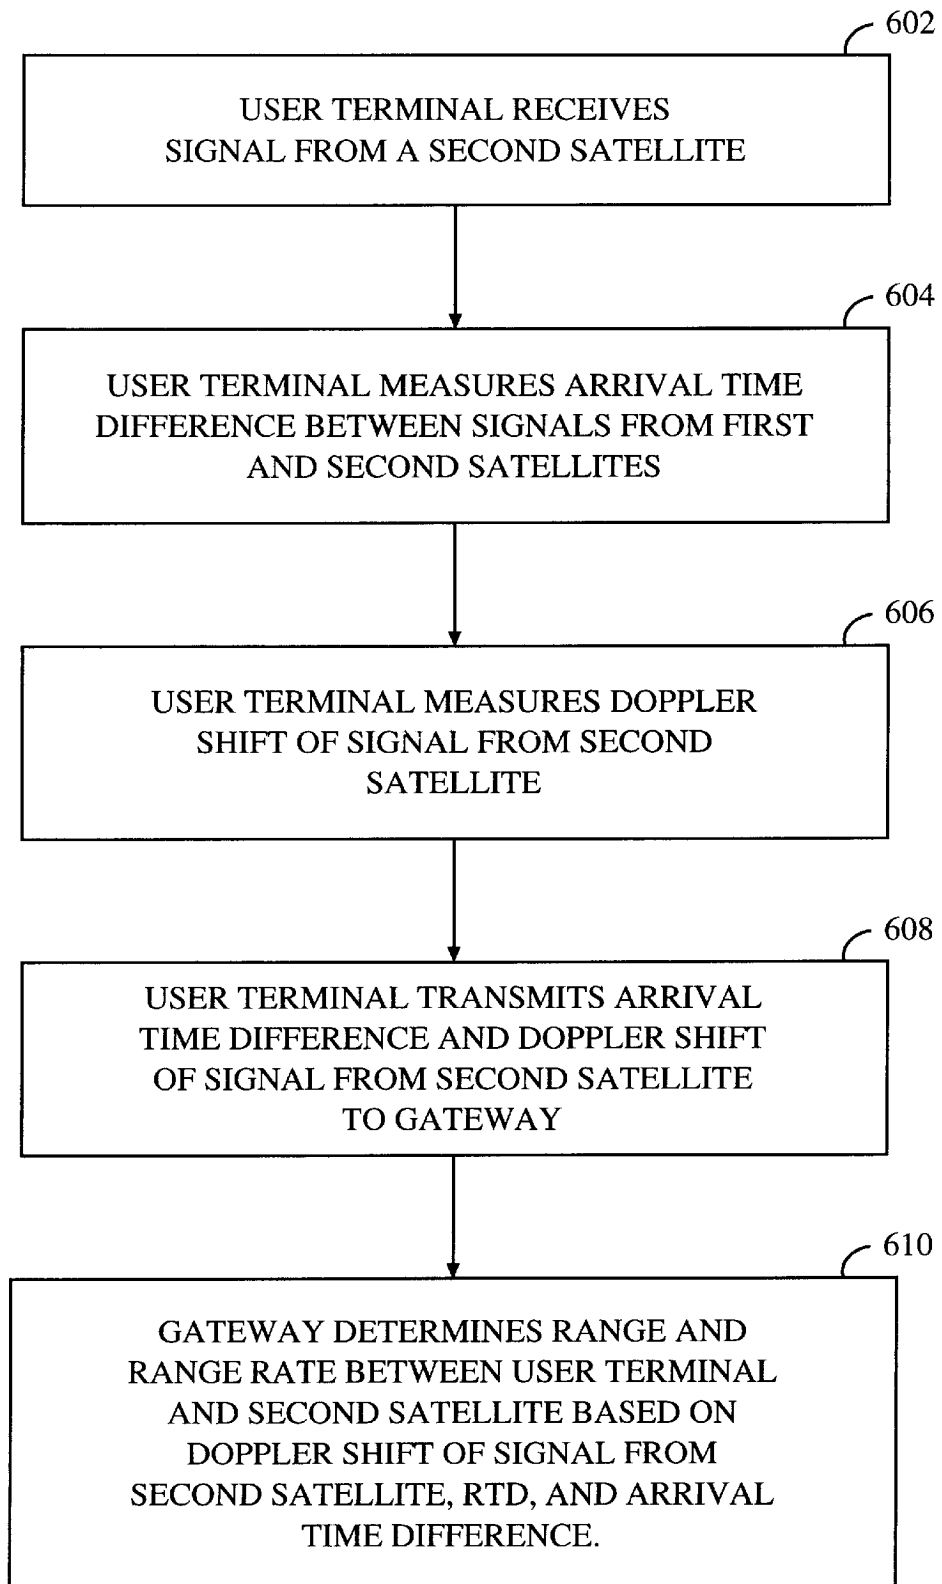 602
USER TERMINAL RECEIVES
SIGNAL FROM A SECOND SATELLITE
604
USER TERMINAL MEASURES ARRIVAL TIME
DIFFERENCE BETWEEN SIGNALS FROM FIRST
AND SECOND SATELLITES
606
USER TERMINAL MEASURES DOPPLER
SHIFT OF SIGNAL FROM SECOND
SATELLITE
608
USER TERMINAL TRANSMITS ARRIVAL
TIME DIFFERENCE AND DOPPLER SHIFT
OF SIGNAL FROM SECOND SATELLITE
TO GATEWAY
610
GATEWAY DETERMINES RANGE AND
RANGE RATE BETWEEN USER TERMINAL
AND SECOND SATELLITE BASED ON
DOPPLER SHIFT OF SIGNAL FROM
SECOND SATELLITE, RTD, AND ARRIVAL
TIME DIFFERENCE.